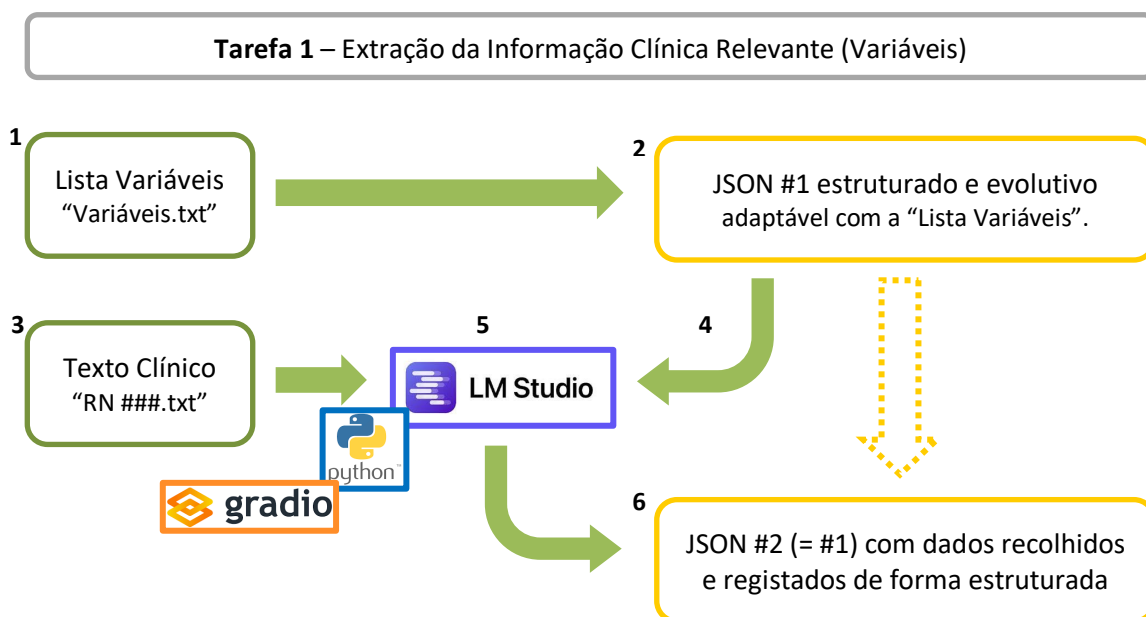 Tarefa 1 – Extração da Informação Clínica Relevante (Variáveis)
1
Lista Variáveis
“Variáveis.txt”
2
JSON #1 estruturado e evolutivo
adaptável com a “Lista Variáveis”.
3
Texto Clínico
“RN ###.txt”
5
4
LM Studio
python™
gradio
6
JSON #2 (= #1) com dados recolhidos
e registados de forma estruturada